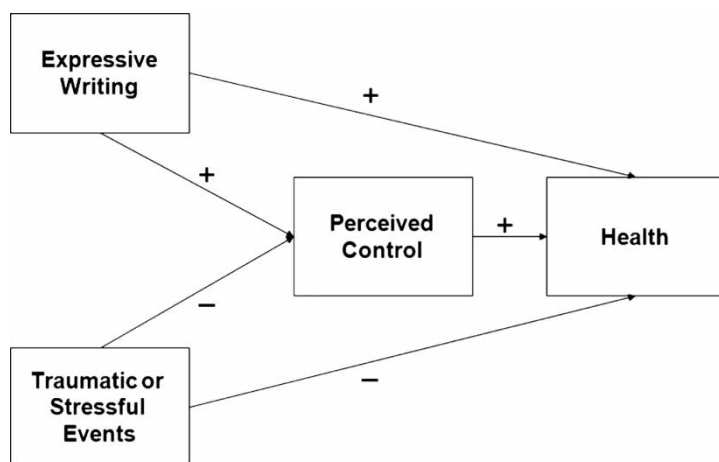 Expressive
Writing
+
+
Perceived
Control
+
Health
−
Traumatic or
Stressful
Events
−